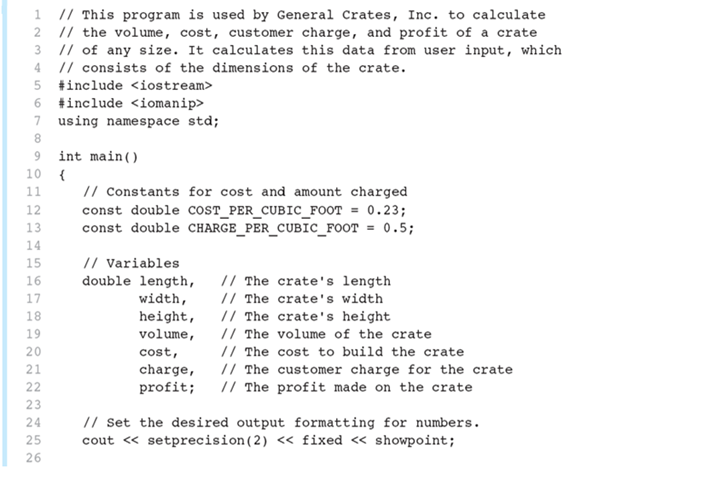 1 // This program is used by General Crates, Inc. to calculate
2 // the volume, cost, customer charge, and profit of a crate
3 // of any size. It calculates this data from user input, which
4 // consists of the dimensions of the crate.
5 #include <iostream>
6 #include <iomanip>
7 using namespace std;
8
9 int main()
10 {
11    // Constants for cost and amount charged
12    const double COST_PER_CUBIC_FOOT = 0.23;
13    const double CHARGE_PER_CUBIC_FOOT = 0.5;
14
15    // Variables
16    double length,   // The crate's length
17           width,    // The crate's width
18           height,   // The crate's height
19           volume,   // The volume of the crate
20           cost,     // The cost to build the crate
21           charge,   // The customer charge for the crate
22           profit;   // The profit made on the crate
23
24    // Set the desired output formatting for numbers.
25    cout << setprecision(2) << fixed << showpoint;
26